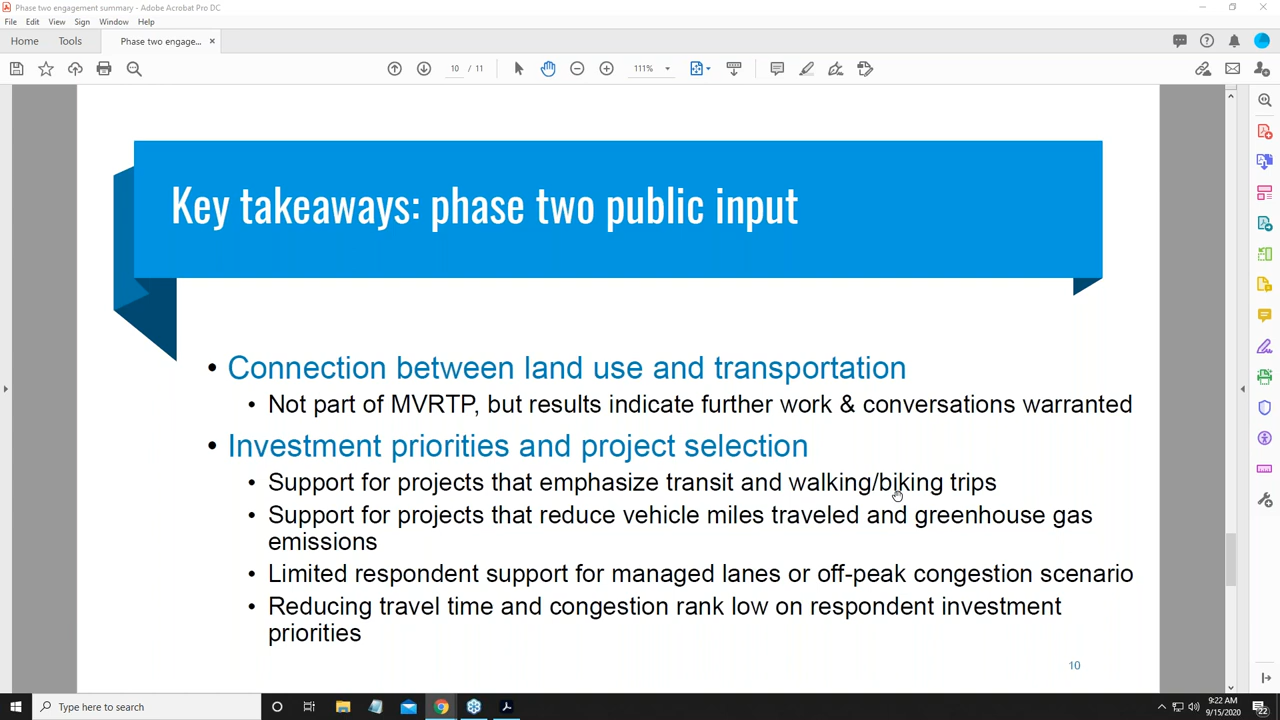 Phase two engagement summary - Adobe Acrobat Pro DC
File Edit View Sign Window Help
Home Tools Phase two engage... ×
10 / 11 111%
Key takeaways: phase two public input
• Connection between land use and transportation
• Not part of MVRTP, but results indicate further work & conversations warranted
• Investment priorities and project selection
• Support for projects that emphasize transit and walking/biking trips
• Support for projects that reduce vehicle miles traveled and greenhouse gas
emissions
• Limited respondent support for managed lanes or off-peak congestion scenario
• Reducing travel time and congestion rank low on respondent investment
priorities
10
Type here to search
9:22 AM
9/15/2020
22